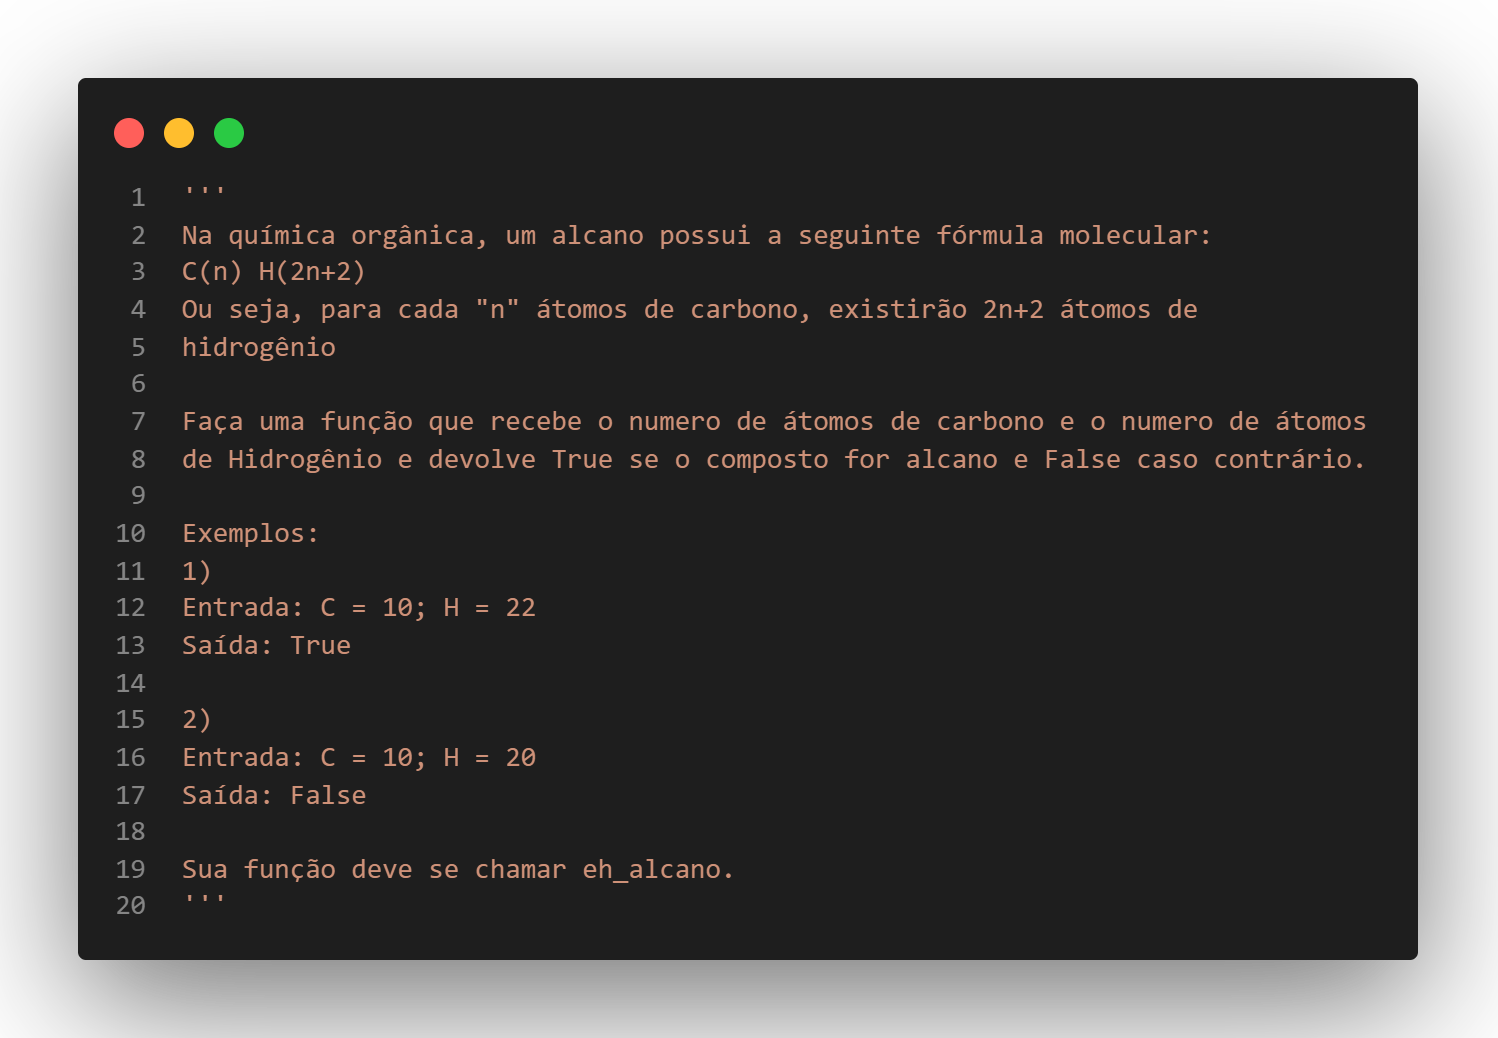 1 '''
2 Na química orgânica, um alcano possui a seguinte fórmula molecular:
3 C(n) H(2n+2)
4 Ou seja, para cada "n" átomos de carbono, existirão 2n+2 átomos de
5 hidrogênio
6
7 Faça uma função que recebe o numero de átomos de carbono e o numero de átomos
8 de Hidrogênio e devolve True se o composto for alcano e False caso contrário.
9
10 Exemplos:
11 1)
12 Entrada: C = 10; H = 22
13 Saída: True
14
15 2)
16 Entrada: C = 10; H = 20
17 Saída: False
18
19 Sua função deve se chamar eh_alcano.
20 '''